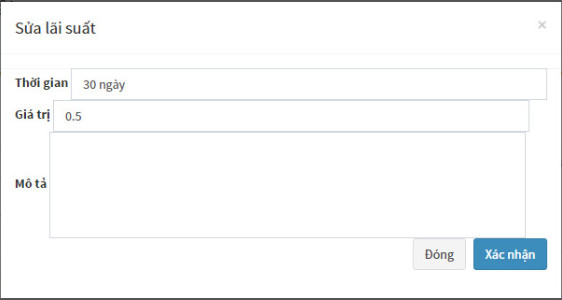 Sửa lãi suất ×
Thời gian 30 ngày
Giá trị 0.5
Mô tả
Đóng Xác nhận